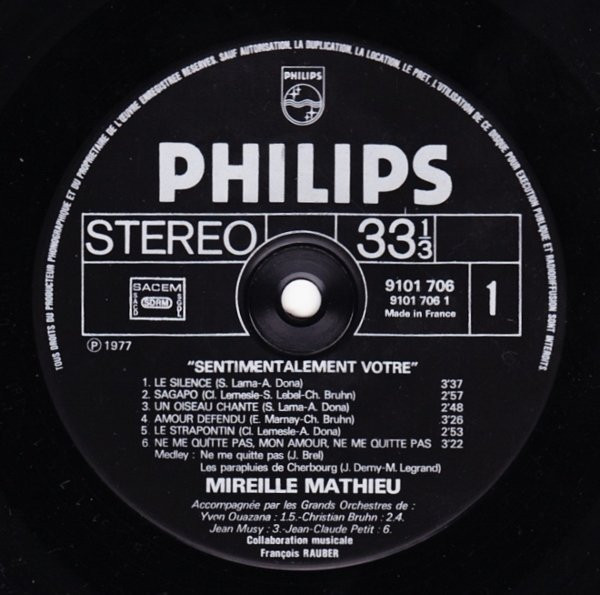 TOUS DROITS DU PRODUCTEUR PHONOGRAPHIQUE ET DU PROPRIETAIRE DE L'ŒUVRE ENREGISTREE RESERVES. SAUF AUTORISATION, LA DUPLICATION, LA LOCATION, LE PRET, L'UTILISATION DE CE DISQUE POUR EXECUTION PUBLIQUE ET RADIODIFFUSION SONT INTERDITS
PHILIPS
PHILIPS
STEREO 33 1/3
SACEM
SACD SDRM SGDL
9101 706
9101 706 1
Made in France
1
℗ 1977
"SENTIMENTALEMENT VOTRE"
1. LE SILENCE (S. Lama-A. Dona) 3'37
2. SAGAPO (Cl. Lemesle-S. Lebel-Ch. Bruhn) 2'57
3. UN OISEAU CHANTE (S. Lama-A. Dona) 2'48
4 AMOUR DEFENDU (E. Marnay-Ch. Bruhn) 3'26
5. LE STRAPONTIN (Cl. Lemesle-A. Dona) 2'53
6. NE ME QUITTE PAS, MON AMOUR, NE ME QUITTE PAS 3'22
Medley : Ne me quitte pas (J. Brel)
Les parapluies de Cherbourg (J. Demy-M. Legrand)
MIREILLE MATHIEU
Accompagnée par les Grands Orchestres de :
Yvon Ouazana : 1.5.-Christian Bruhn : 2.4.
Jean Musy : 3.-Jean-Claude Petit : 6.
Collaboration musicale
François RAUBER